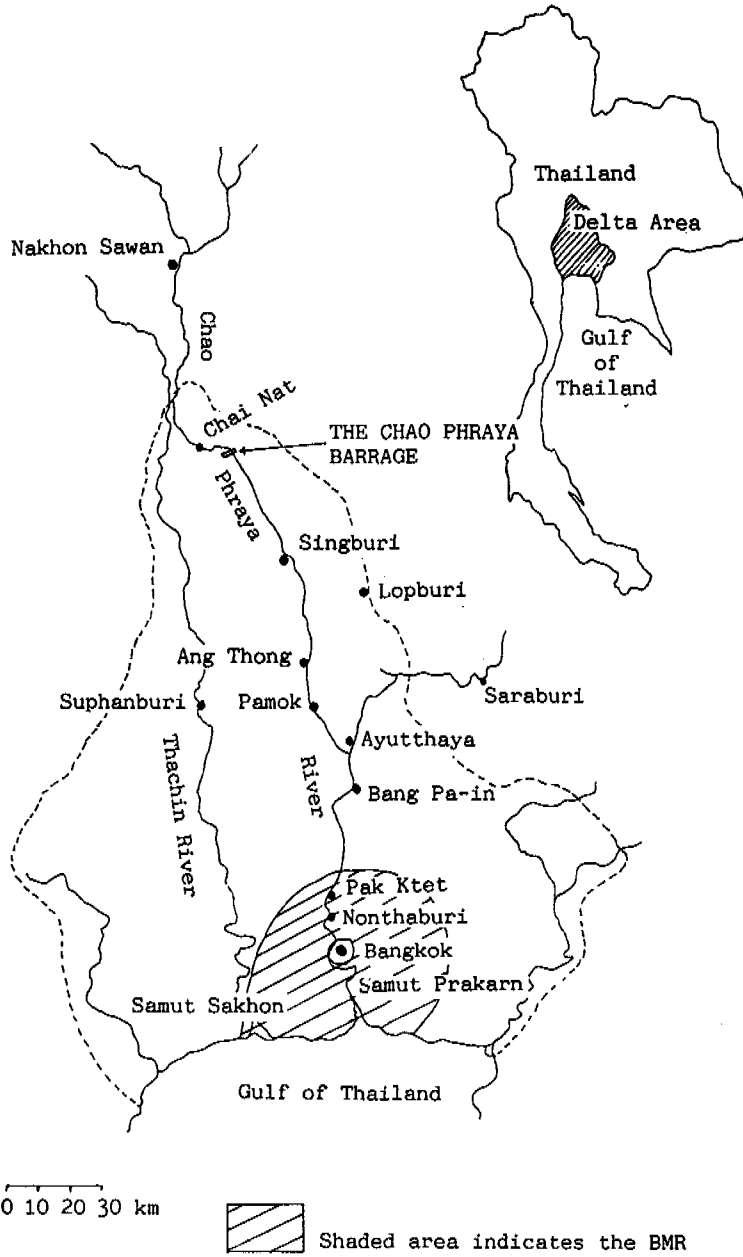 Thailand
Delta Area
Gulf
of
Thailand
Nakhon Sawan
Chao
Chai Nat
THE CHAO PHRAYA
BARRAGE
Phraya
Singburi
Lopburi
Ang Thong
Saraburi
Suphanburi
Pamok
Ayutthaya
Thachin River
River
Bang Pa-in
Pak Ktet
Nonthaburi
Bangkok
Samut Prakarn
Samut Sakhon
Gulf of Thailand
0 10 20 30 km
Shaded area indicates the BMR